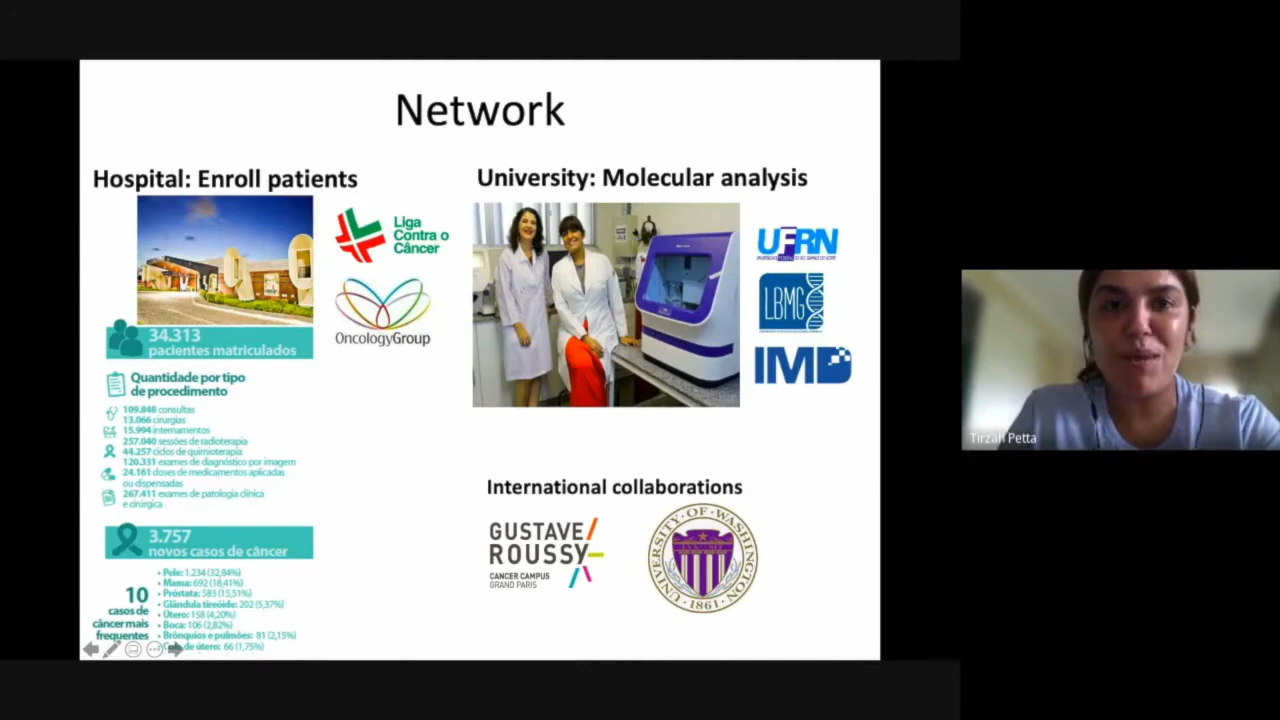 Network
Hospital: Enroll patients
Liga
Contra o
Câncer
OncologyGroup
34.313
pacientes matriculados
Quantidade por tipo
de procedimento
109.848 consultas
13.066 cirurgias
15.994 internamentos
257.040 sessões de radioterapia
44.257 ciclos de quimioterapia
120.331 exames de diagnóstico por imagem
24.161 doses de medicamentos aplicadas
ou dispensadas
267.411 exames de patologia clínica
e cirúrgica
3.757
novos casos de câncer
10
casos de
câncer mais
frequentes
• Pele: 1.234 (32,84%)
• Mama: 692 (18,41%)
• Próstata: 583 (15,51%)
• Glândula tireóide: 202 (5,37%)
• Útero: 158 (4,20%)
• Boca: 106 (2,82%)
• Brônquios e pulmões: 81 (2,15%)
de útero: 66 (1,75%)
University: Molecular analysis
UFRN
LBMG
IMD
International collaborations
GUSTAVE/
ROUSSY
CANCER CAMPUS
GRAND PARIS
UNIVERSITY OF WASHINGTON
LUX SIT
1861
Tirzah Petta